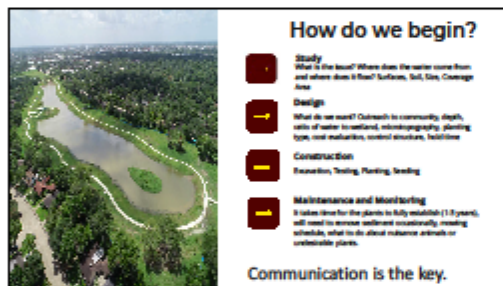 How do we begin?
Study
What is the issue? Where does the water come from
and where does it flow? Surfaces, Soil, Size, Coverage
Area
Design
What do we want? Outreach to community, depth,
ratio of water to wetland, microtopography, planting
type, cost evaluation, control structure, hold time
Construction
Excavation, Testing, Planting, Seeding
Maintenance and Monitoring
It takes time for the plants to fully establish (1-3 years),
will need to remove sediment occasionally, mowing
schedule, what to do about nuisance animals or
undesirable plants.
Communication is the key.